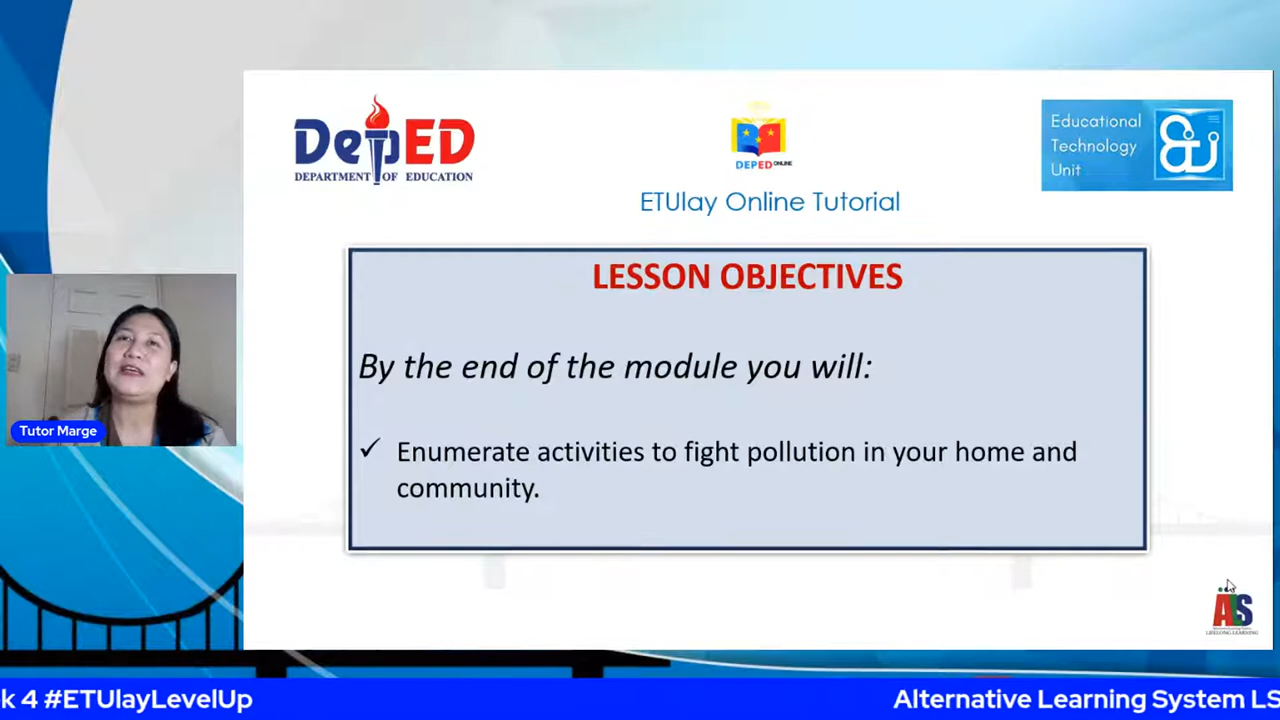 DepED
DEPARTMENT OF EDUCATION
DEPED ONLINE
Educational
Technology
Unit
ETUlay Online Tutorial
LESSON OBJECTIVES
By the end of the module you will:
✓ Enumerate activities to fight pollution in your home and
community.
Tutor Marge
ALS
LIFELONG LEARNING
k 4 #ETUlayLevelUp
Alternative Learning System LS